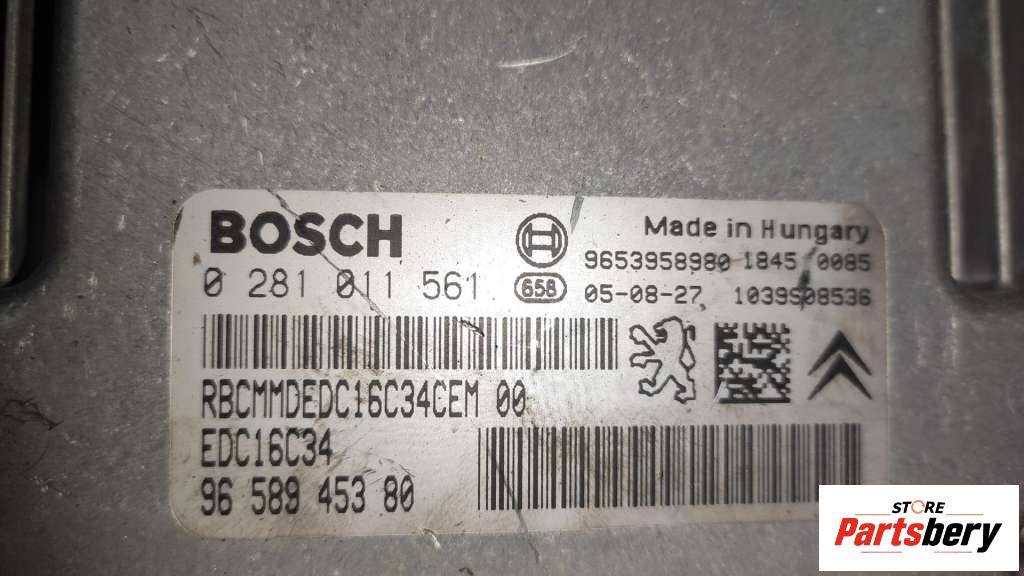 BOSCH
Made in Hungary
9653958980 1845 0085
0 281 011 561
658
05-08-27 1039S08536
RBCMMDEDC16C34CEM 00
EDC16C34
96 589 453 80
STORE
Partsbery